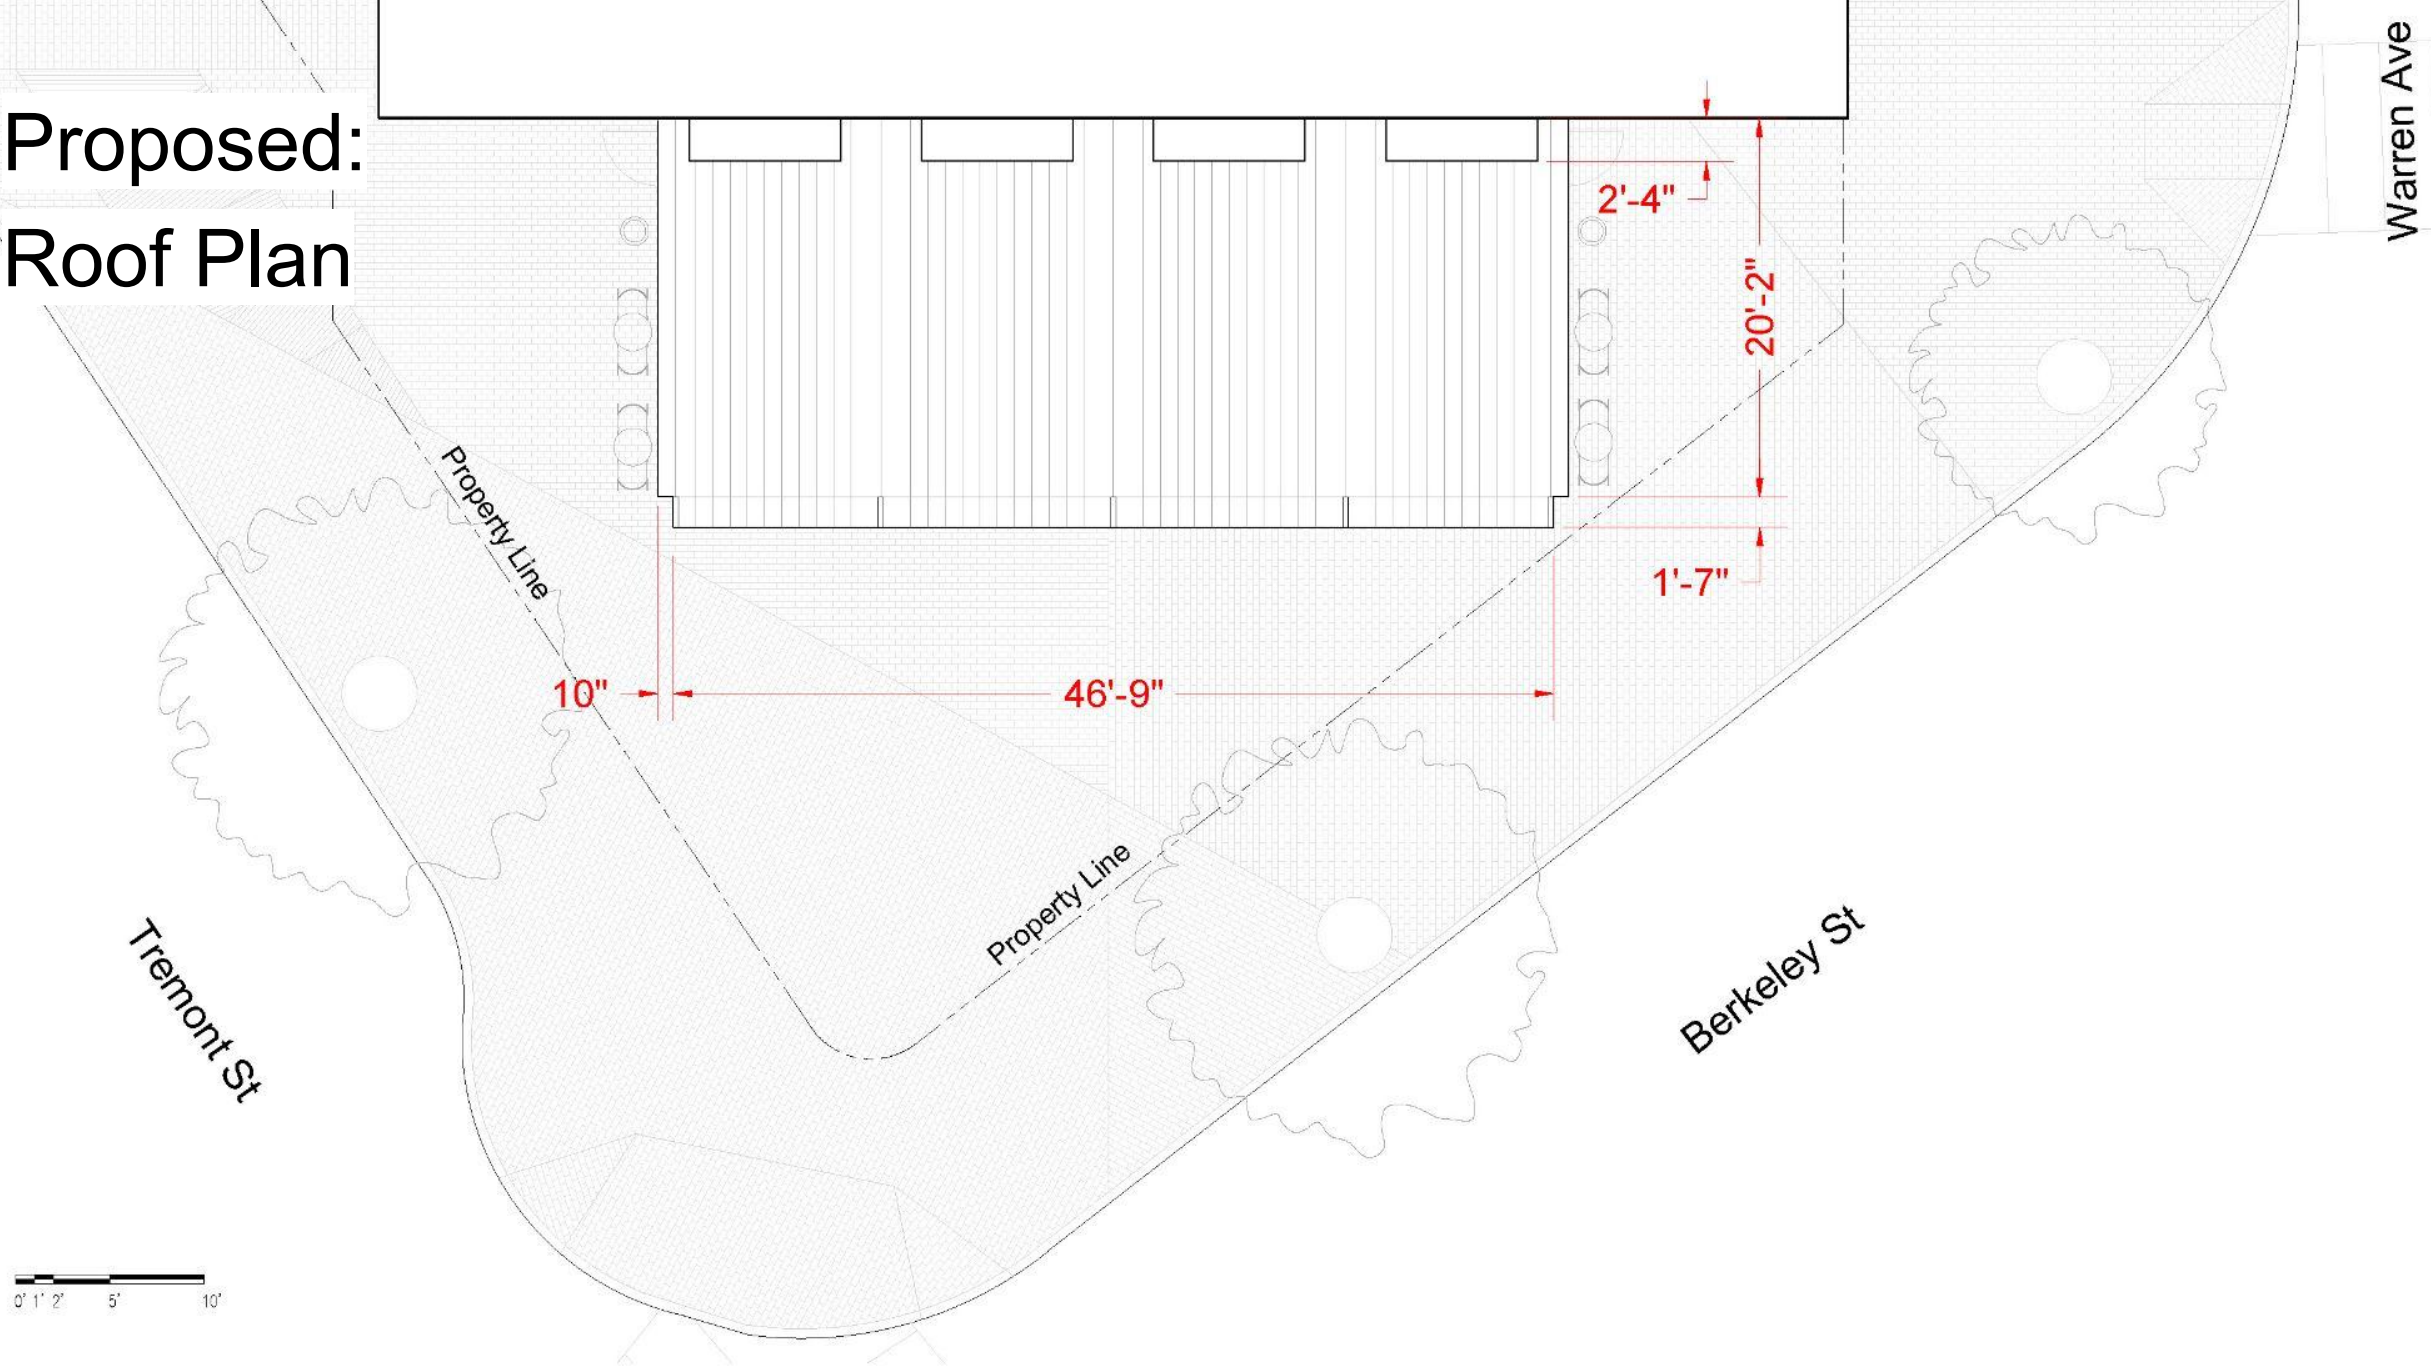 Proposed:
Roof Plan
Warren Ave
2'-4"
20'-2"
Property Line
1'-7"
10"
46'-9"
Property Line
Tremont St
Berkeley St
0' 1' 2' 5' 10'